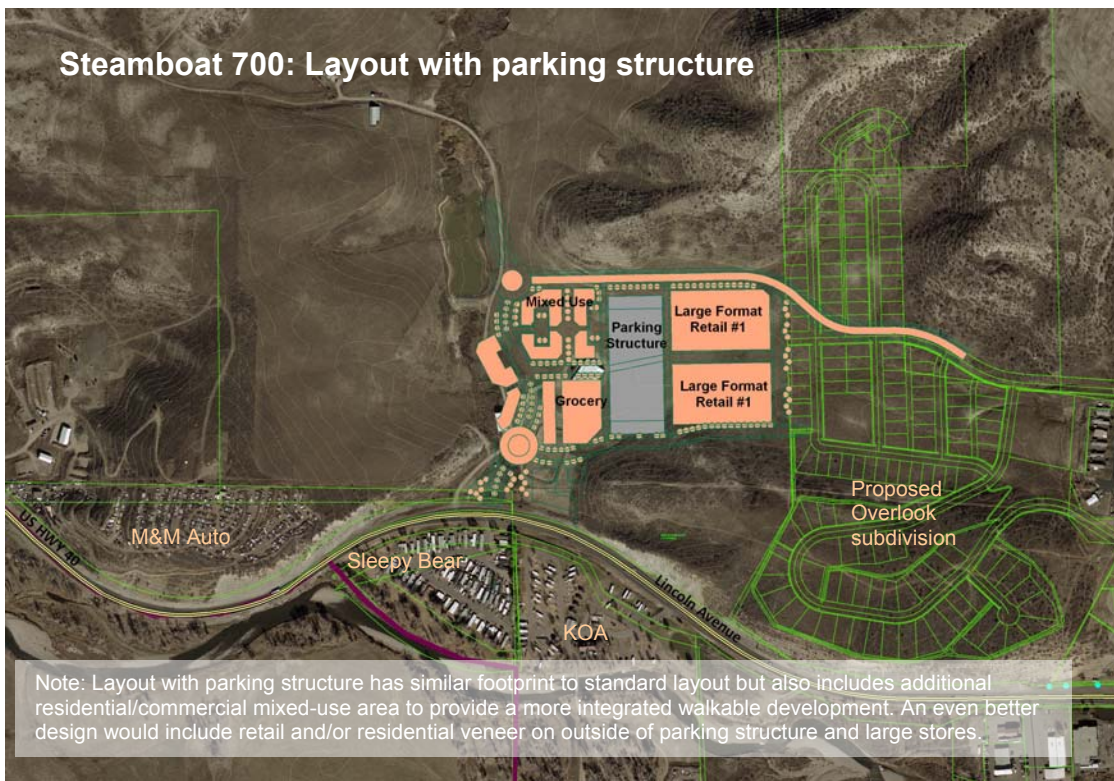 Steamboat 700: Layout with parking structure
Mixed Use
Parking
Structure
Large Format
Retail #1
Grocery
Large Format
Retail #1
Proposed
Overlook
subdivision
M&M Auto
US HWY 40
Sleepy Bear
KOA
Lincoln Avenue
Note: Layout with parking structure has similar footprint to standard layout but also includes additional
residential/commercial mixed-use area to provide a more integrated walkable development. An even better
design would include retail and/or residential veneer on outside of parking structure and large stores.